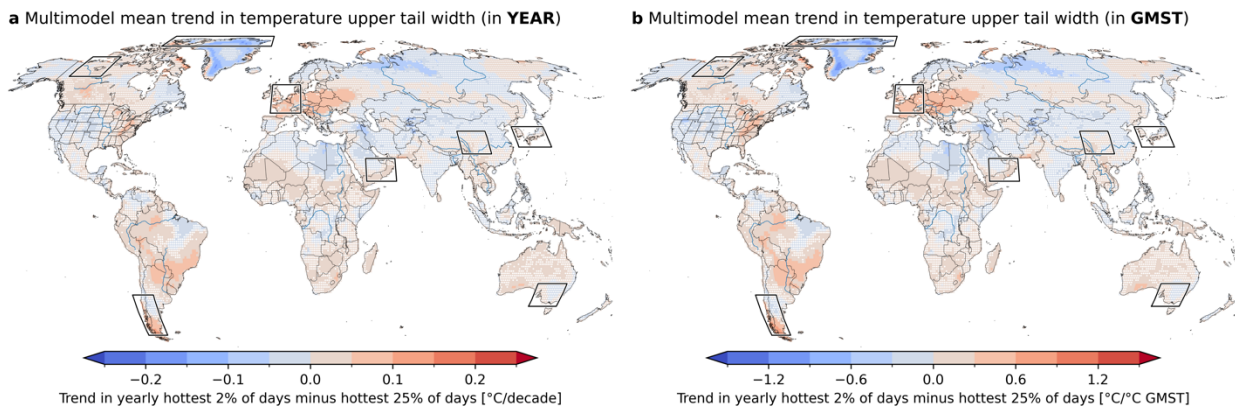 a Multimodel mean trend in temperature upper tail width (in YEAR)
b Multimodel mean trend in temperature upper tail width (in GMST)
−0.2 −0.1 0.0 0.1 0.2
Trend in yearly hottest 2% of days minus hottest 25% of days [°C/decade]
−1.2 −0.6 0.0 0.6 1.2
Trend in yearly hottest 2% of days minus hottest 25% of days [°C/°C GMST]